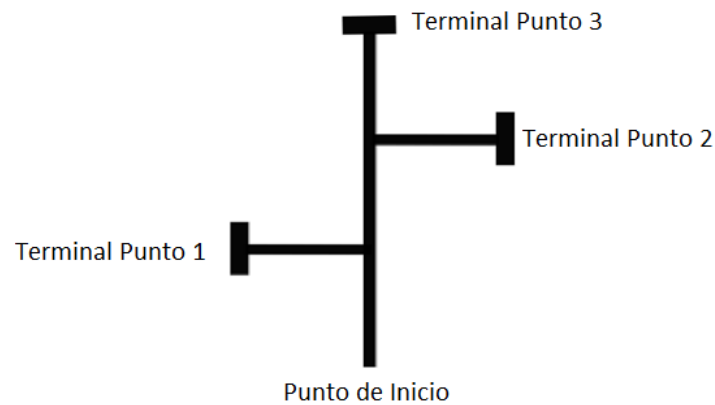 Terminal Punto 3
Terminal Punto 2
Terminal Punto 1
Punto de Inicio